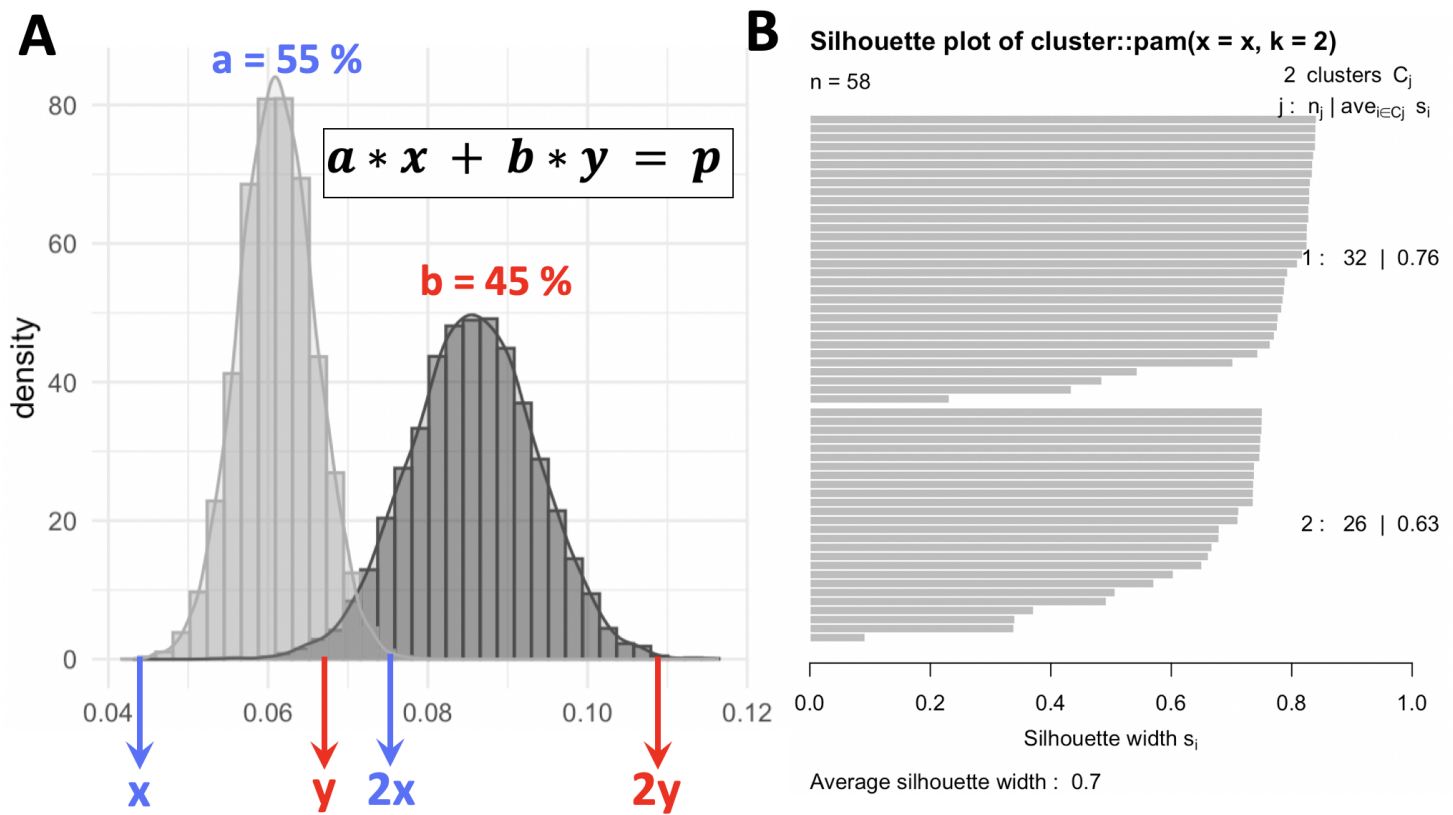 A
a = 55 %
a * x + b * y = p
b = 45 %
density
80
60
40
20
0
0.04 0.06 0.08 0.10 0.12
x y 2x 2y
B
Silhouette plot of cluster::pam(x = x, k = 2)
n = 58
2 clusters Cj
j : nj | avei∈Cj si
1 : 32 | 0.76
2 : 26 | 0.63
0.0 0.2 0.4 0.6 0.8 1.0
Silhouette width si
Average silhouette width : 0.7